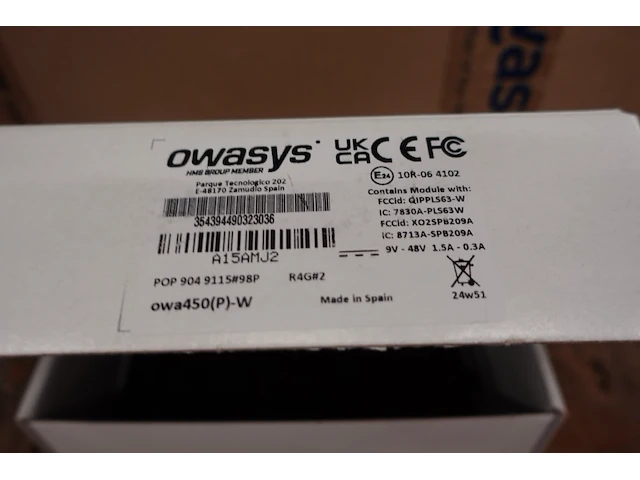 owasys
HMS GROUP MEMBER
Parque Tecnologico 202
E-48170 Zamudio Spain
354394490323036
A15AMJ2
POP 904 9115#98P R4G#2
owa450(P)-W
Made in Spain
UK CA CE FC
E24 10R-06 4102
Contains Module with:
FCCid: QIPPLS63-W
IC: 7830A-PLS63W
FCCid: XO2SPB209A
IC: 8713A-SPB209A
9V - 48V 1.5A - 0.3A
24w51